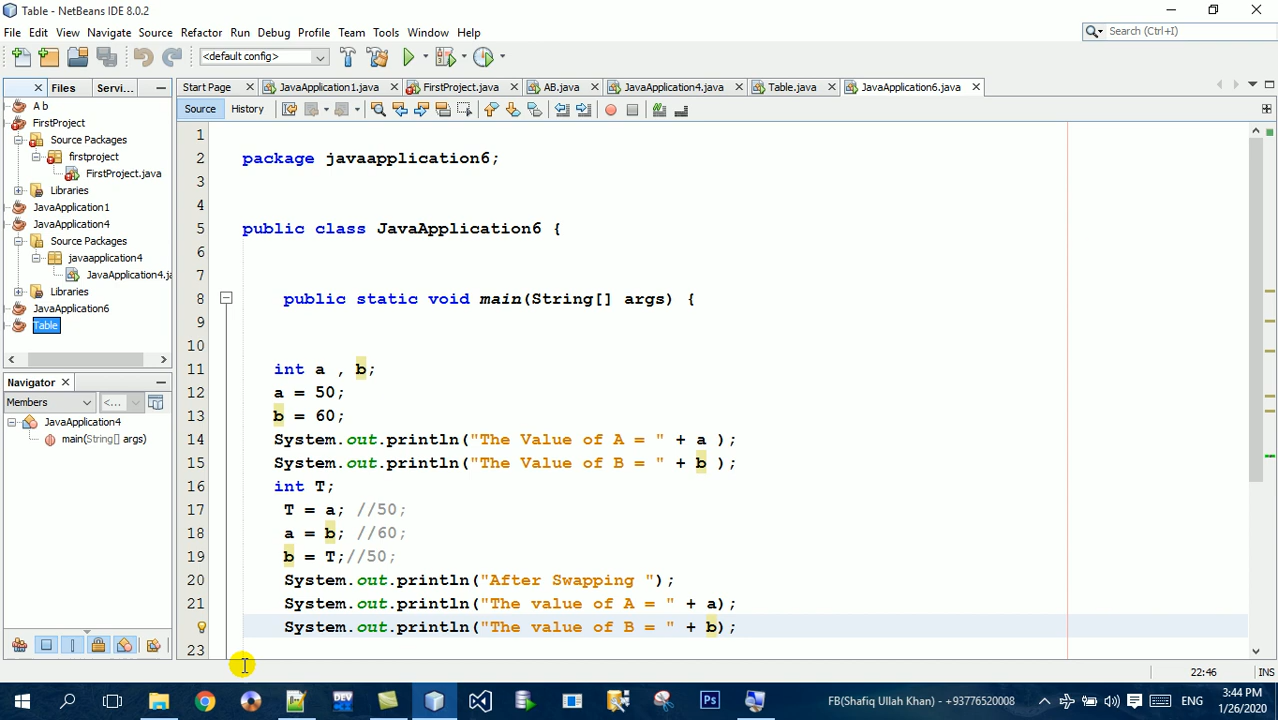 Table - NetBeans IDE 8.0.2
File Edit View Navigate Source Refactor Run Debug Profile Team Tools Window Help
Search (Ctrl+I)
<default config>
Files Servi...
Start Page JavaApplication1.java FirstProject.java AB.java JavaApplication4.java Table.java JavaApplication6.java
Source History
A b
FirstProject
Source Packages
firstproject
FirstProject.java
Libraries
JavaApplication1
JavaApplication4
Source Packages
javaapplication4
JavaApplication4.ja
Libraries
JavaApplication6
Table
Navigator
Members <...
JavaApplication4
main(String[] args)
1
2 package javaapplication6;
3
4
5 public class JavaApplication6 {
6
7
8 public static void main(String[] args) {
9
10
11 int a , b;
12 a = 50;
13 b = 60;
14 System.out.println("The Value of A = " + a );
15 System.out.println("The Value of B = " + b );
16 int T;
17 T = a; //50;
18 a = b; //60;
19 b = T;//50;
20 System.out.println("After Swapping ");
21 System.out.println("The value of A = " + a);
System.out.println("The value of B = " + b);
23
22:46 INS
FB(Shafiq Ullah Khan) - +93776520008 ENG
3:44 PM
1/26/2020
DEV
Ps